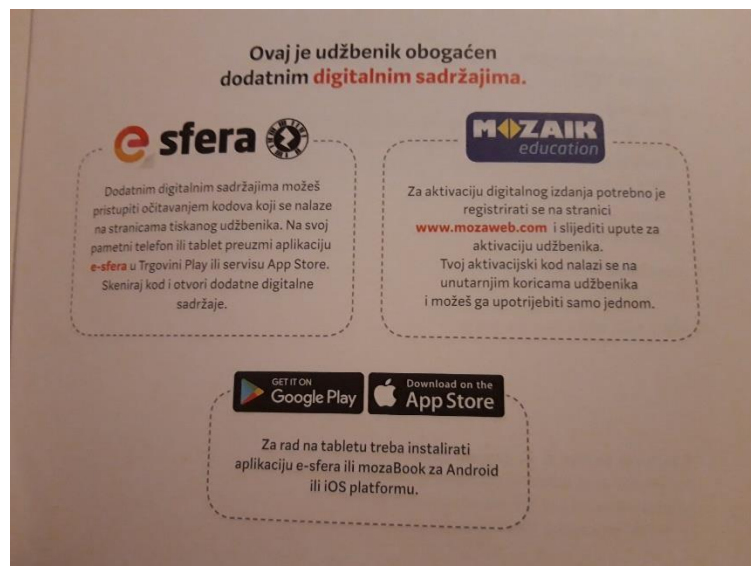 Ovaj je udžbenik obogaćen
dodatnim digitalnim sadržajima.
e sfera
Dodatnim digitalnim sadržajima možeš
pristupiti očitavanjem kodova koji se nalaze
na stranicama tiskanog udžbenika. Na svoj
pametni telefon ili tablet preuzmi aplikaciju
e-sfera u Trgovini Play ili servisu App Store.
Skeniraj kod i otvori dodatne digitalne
sadržaje.
MOZAIK
education
Za aktivaciju digitalnog izdanja potrebno je
registrirati se na stranici
www.mozaweb.com i slijediti upute za
aktivaciju udžbenika.
Tvoj aktivacijski kod nalazi se na
unutarnjim koricama udžbenika
i možeš ga upotrijebiti samo jednom.
GET IT ON
Google Play
Download on the
App Store
Za rad na tabletu treba instalirati
aplikaciju e-sfera ili mozaBook za Android
ili iOS platformu.